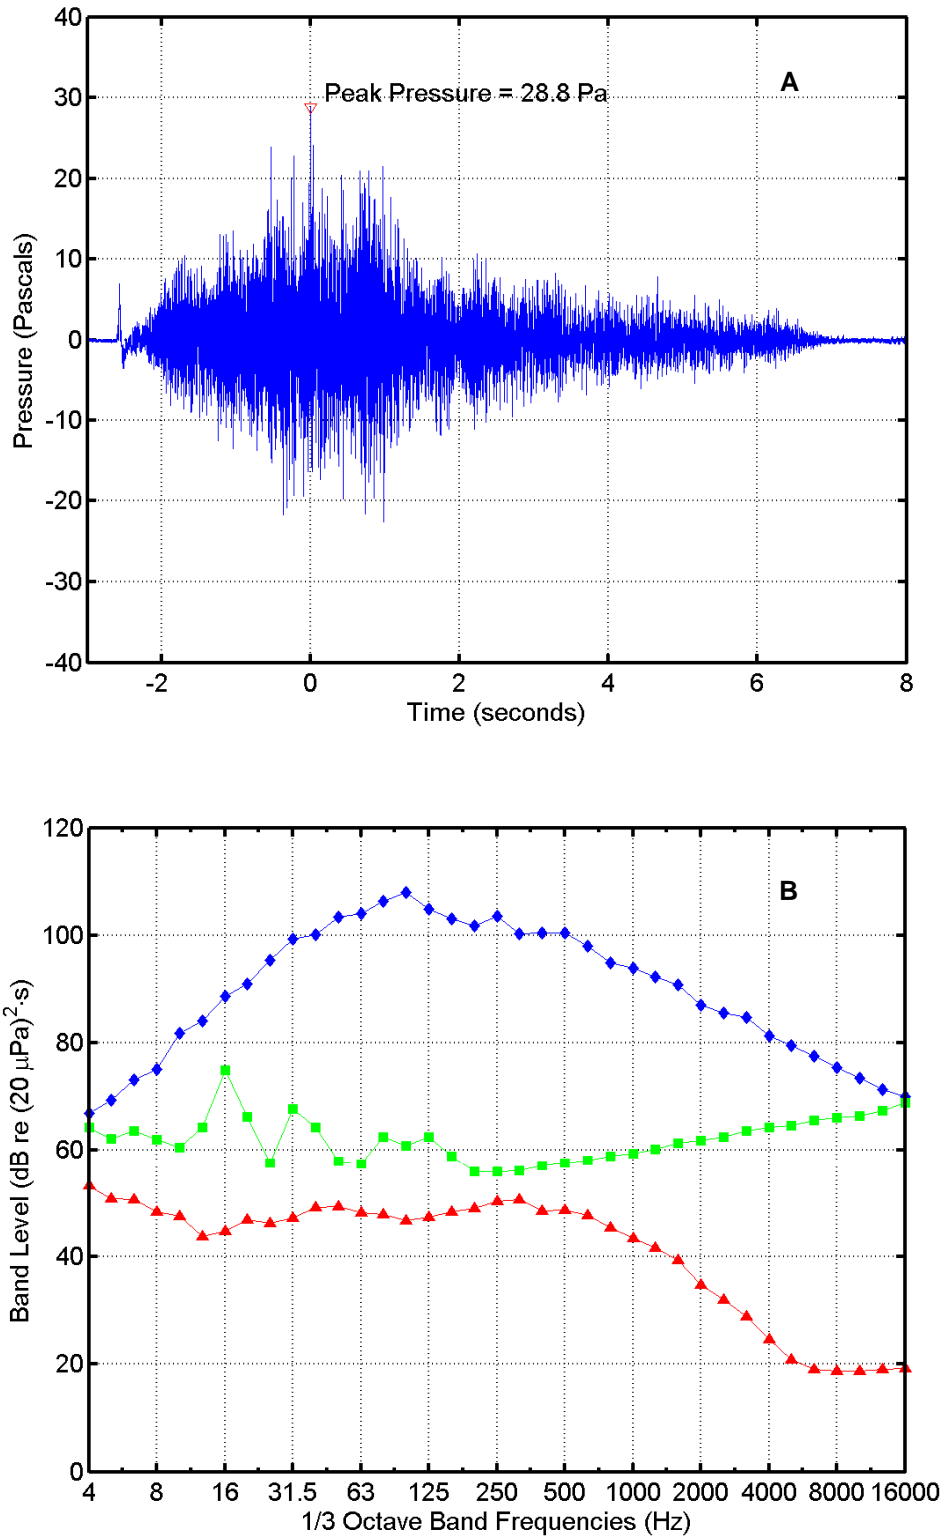 40
30
20
10
0
-10
-20
-30
-40
Pressure (Pascals)
Peak Pressure = 28.8 Pa
A
-2 0 2 4 6 8
Time (seconds)
120
100
80
60
40
20
0
Band Level (dB re (20 μPa)²·s)
B
4 8 16 31.5 63 125 250 500 1000 2000 4000 8000 16000
1/3 Octave Band Frequencies (Hz)